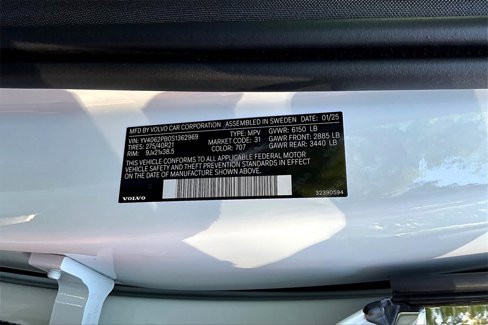 MFD BY VOLVO CAR CORPORATION ASSEMBLED IN SWEDEN DATE: 01/25
VIN: YV4062PB0S1362969 TYPE: MPV GVWR: 6150 LB
TIRES: 275/40R21 MARKET CODE: 31 GAWR FRONT: 2885 LB
RIMS: 9Jx21x38.5 COLOR: 707 GAWR REAR: 3440 LB
THIS VEHICLE CONFORMS TO ALL APPLICABLE FEDERAL MOTOR
VEHICLE SAFETY AND THEFT PREVENTION STANDARDS IN EFFECT
ON THE DATE OF MANUFACTURE SHOWN ABOVE.
VOLVO 32390594